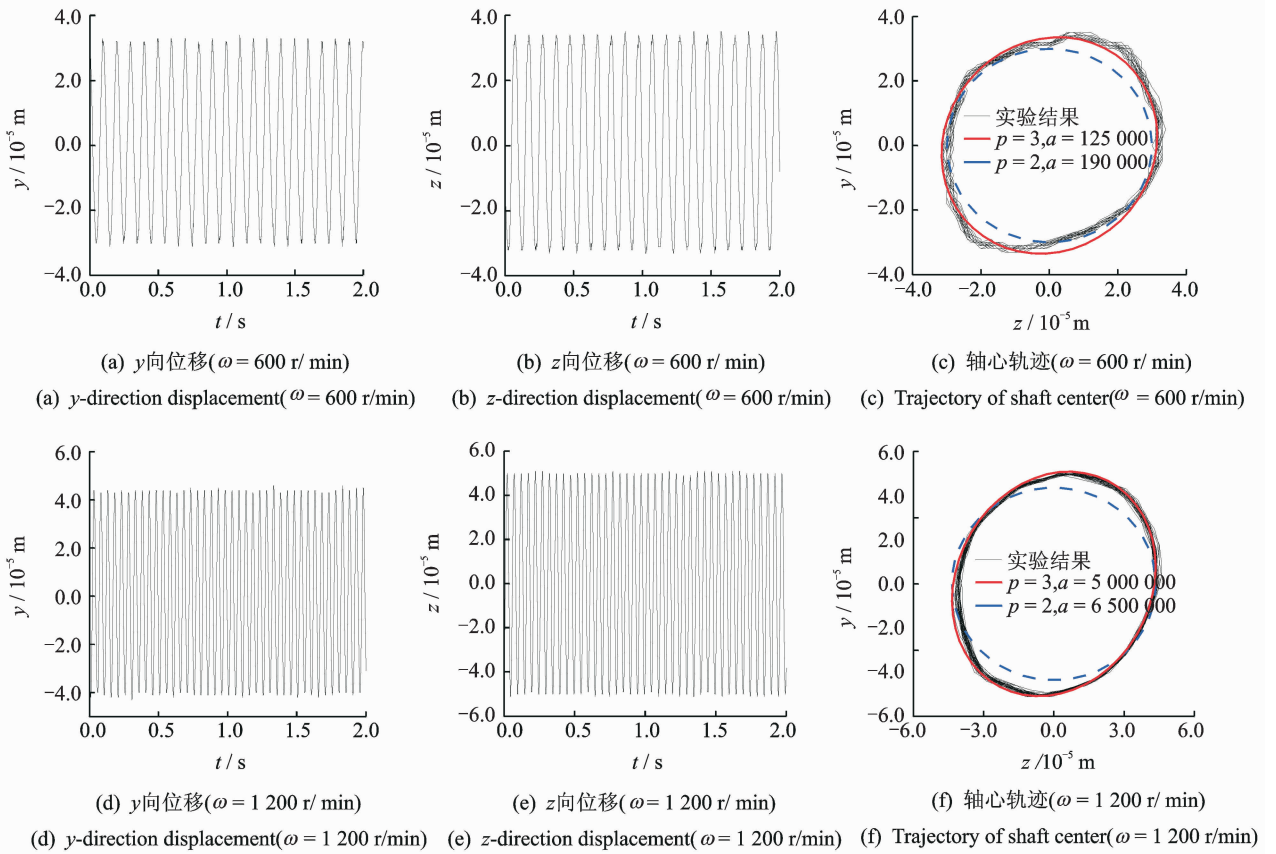 4.0
2.0
0.0
−2.0
−4.0
y / 10⁻⁵ m
0.0 0.5 1.0 1.5 2.0
t / s
(a) y向位移(ω = 600 r/ min)
(a) y-direction displacement(ω = 600 r/min)
4.0
2.0
0.0
−2.0
−4.0
z / 10⁻⁵ m
0.0 0.5 1.0 1.5 2.0
t / s
(b) z向位移(ω = 600 r/ min)
(b) z-direction displacement(ω = 600 r/min)
4.0
2.0
0.0
−2.0
−4.0
y / 10⁻⁵ m
实验结果
p = 3,a = 125 000
p = 2,a = 190 000
−4.0 −2.0 0.0 2.0 4.0
z / 10⁻⁵ m
(c) 轴心轨迹(ω = 600 r/ min)
(c) Trajectory of shaft center(ω = 600 r/min)
6.0
4.0
2.0
0.0
−2.0
−4.0
y / 10⁻⁵ m
0.0 0.5 1.0 1.5 2.0
t / s
(d) y向位移(ω = 1 200 r/ min)
(d) y-direction displacement(ω = 1 200 r/min)
6.0
4.0
2.0
0.0
−2.0
−4.0
−6.0
z / 10⁻⁵ m
0.0 0.5 1.0 1.5 2.0
t / s
(e) z向位移(ω = 1 200 r/ min)
(e) z-direction displacement(ω = 1 200 r/min)
6.0
4.0
2.0
0.0
−2.0
−4.0
−6.0
y / 10⁻⁵ m
实验结果
p = 3,a = 5 000 000
p = 2,a = 6 500 000
−6.0 −3.0 0.0 3.0 6.0
z /10⁻⁵ m
(f) 轴心轨迹(ω = 1 200 r/ min)
(f) Trajectory of shaft center(ω = 1 200 r/min)